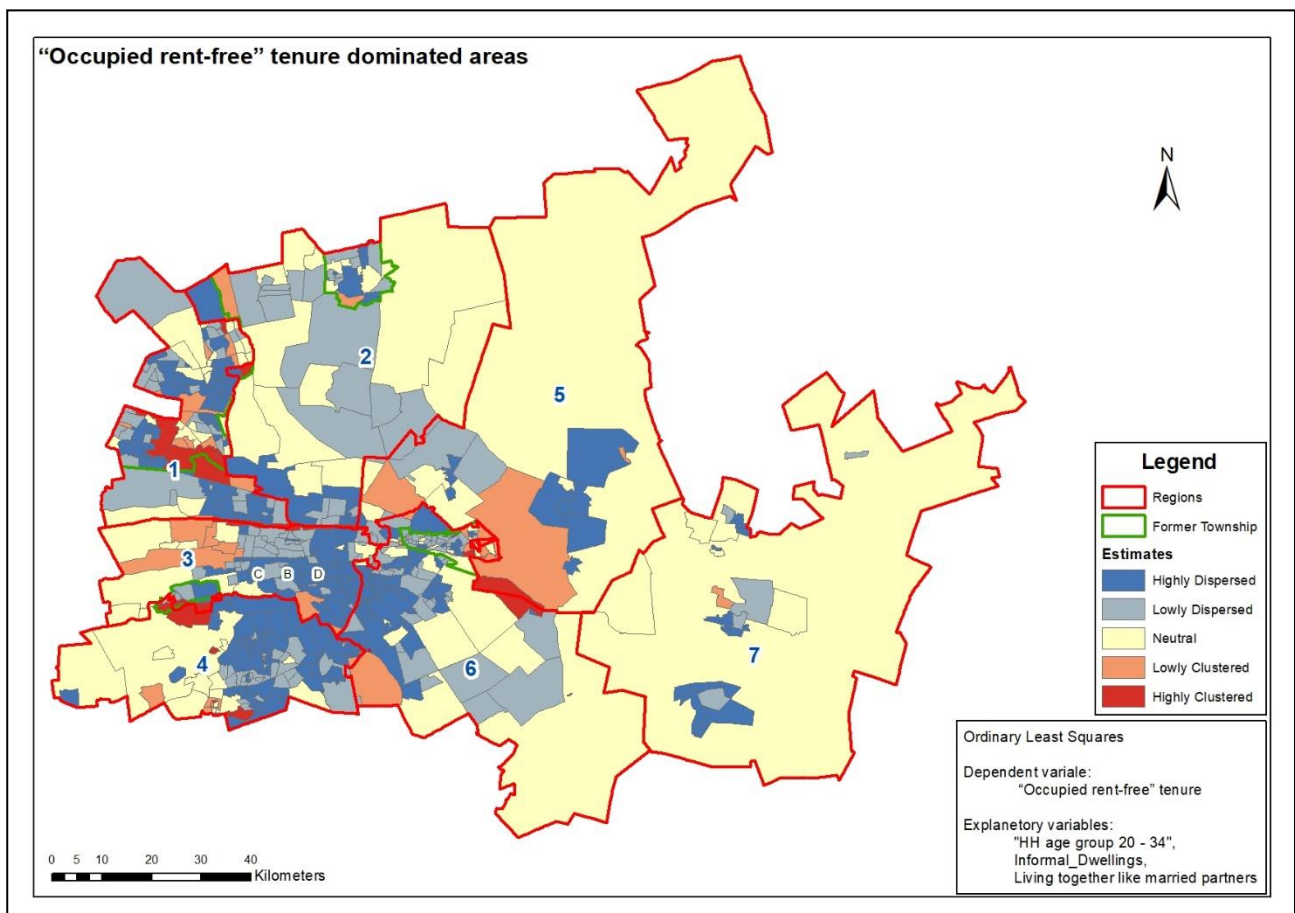 “Occupied rent-free” tenure dominated areas
N
2
5
1
3
C
B
D
4
6
7
Legend
Regions
Former Township
Estimates
Highly Dispersed
Lowly Dispersed
Neutral
Lowly Clustered
Highly Clustered
Ordinary Least Squares
Dependent variale:
“Occupied rent-free” tenure
Explanetory variables:
"HH age group 20 - 34",
Informal_Dwellings,
Living together like married partners
0 5 10 20 30 40
Kilometers